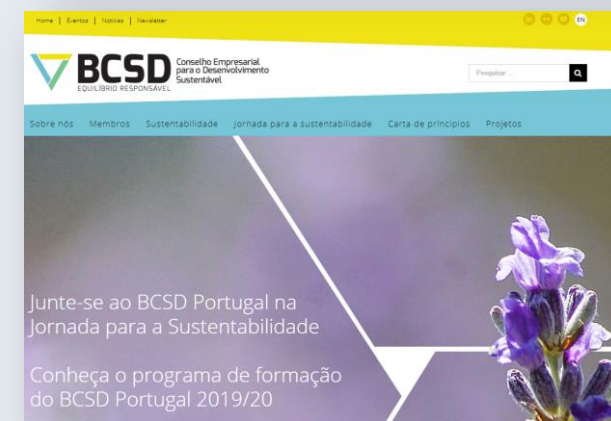 Home | Eventos | Notícias | Newsletter
EN
BCSD
EQUILÍBRIO RESPONSÁVEL
Conselho Empresarial
para o Desenvolvimento
Sustentável
Pesquisar ...
Sobre nós Membros Sustentabilidade Jornada para a sustentabilidade Carta de princípios Projetos
Junte-se ao BCSD Portugal na
Jornada para a Sustentabilidade
Conheça o programa de formação
do BCSD Portugal 2019/20